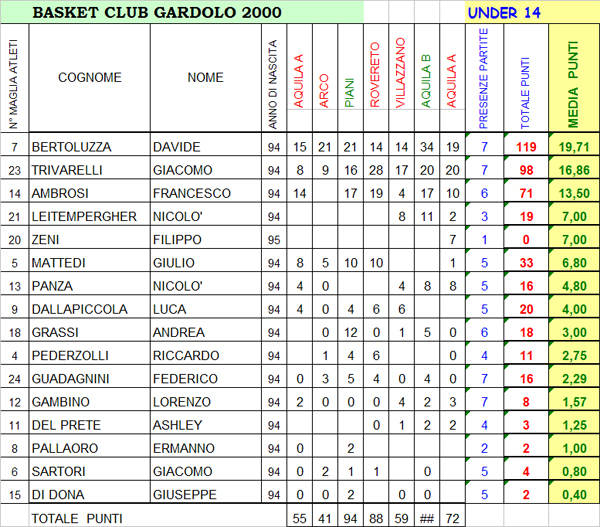 BASKET CLUB GARDOLO 2000 UNDER 14
N° MAGLIA ATLETI COGNOME NOME ANNO DI NASCITA AQUILA A ARCO PIANI ROVERETO VILLAZZANO AQUILA B AQUILA A PRESENZE PARTITE TOTALE PUNTI MEDIA PUNTI
7 BERTOLUZZA DAVIDE 94 15 21 21 14 14 34 19 7 119 19,71
23 TRIVARELLI GIACOMO 94 8 9 16 28 17 20 20 7 98 16,86
14 AMBROSI FRANCESCO 94 14 17 19 4 17 10 6 71 13,50
21 LEITEMPERGHER NICOLO' 94 8 11 2 3 19 7,00
20 ZENI FILIPPO 95 7 1 0 7,00
5 MATTEDI GIULIO 94 8 5 10 10 1 5 33 6,80
13 PANZA NICOLO' 94 4 0 4 8 8 5 16 4,80
9 DALLAPICCOLA LUCA 94 4 0 4 6 6 5 20 4,00
18 GRASSI ANDREA 94 0 12 0 1 5 0 6 18 3,00
4 PEDERZOLLI RICCARDO 94 1 4 6 0 4 11 2,75
24 GUADAGNINI FEDERICO 94 0 3 5 4 0 4 0 7 16 2,29
12 GAMBINO LORENZO 94 2 0 0 0 4 2 3 7 8 1,57
11 DEL PRETE ASHLEY 94 0 1 2 2 4 3 1,25
8 PALLAORO ERMANNO 94 0 2 2 2 1,00
6 SARTORI GIACOMO 94 0 2 1 1 0 5 4 0,80
15 DI DONA GIUSEPPE 94 0 0 2 0 0 5 2 0,40
TOTALE PUNTI 55 41 94 88 59 ## 72